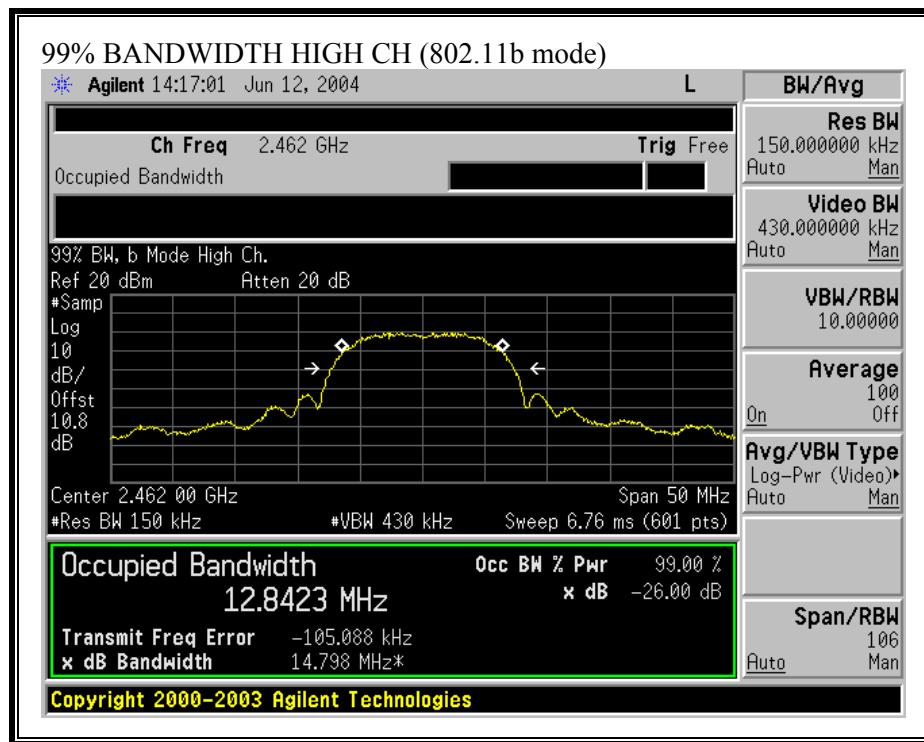 99% BANDWIDTH HIGH CH (802.11b mode)
Agilent 14:17:01 Jun 12, 2004 L
BW/Avg
Ch Freq 2.462 GHz Trig Free
Occupied Bandwidth
Res BW
150.000000 kHz
Auto Man
Video BW
430.000000 kHz
Auto Man
99% BW, b Mode High Ch.
Ref 20 dBm Atten 20 dB
#Samp
Log
10
dB/
Offst
10.8
dB
VBW/RBW
10.00000
Average
100
On Off
Avg/VBW Type
Log-Pwr (Video)
Auto Man
Center 2.462 00 GHz Span 50 MHz
#Res BW 150 kHz #VBW 430 kHz Sweep 6.76 ms (601 pts)
Occupied Bandwidth
12.8423 MHz
Occ BW % Pwr 99.00 %
x dB -26.00 dB
Transmit Freq Error -105.088 kHz
x dB Bandwidth 14.798 MHz*
Span/RBW
106
Auto Man
Copyright 2000-2003 Agilent Technologies